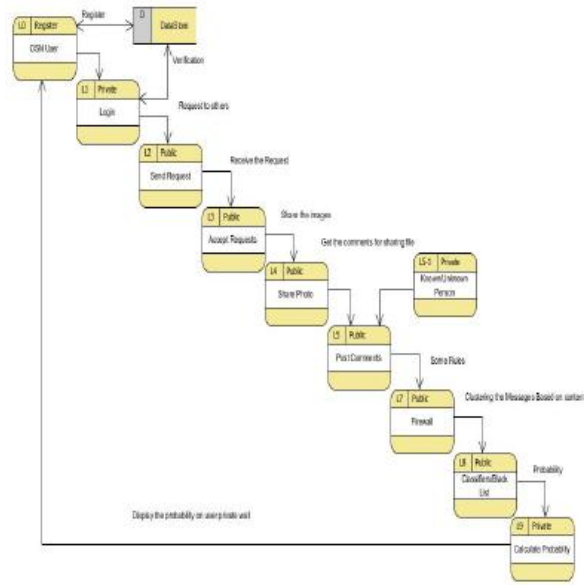 Register
L0 Register
OSN User
D
DataStore
Verification
L1 Private
Login
Request to others
L2 Public
Send Request
Receive the Request
L3 Public
Accept Requests
Share the images
L4 Public
Share Photo
Get the comments for sharing file
L5-1 Private
Known/Unknown
Person
L5 Public
Post Comments
Some Rules
L7 Public
Firewall
Clustering the Messages Based on content
L8 Public
Classifiers/Black
List
Probability
L9 Private
Calculate Probability
Display the probability on user private wall